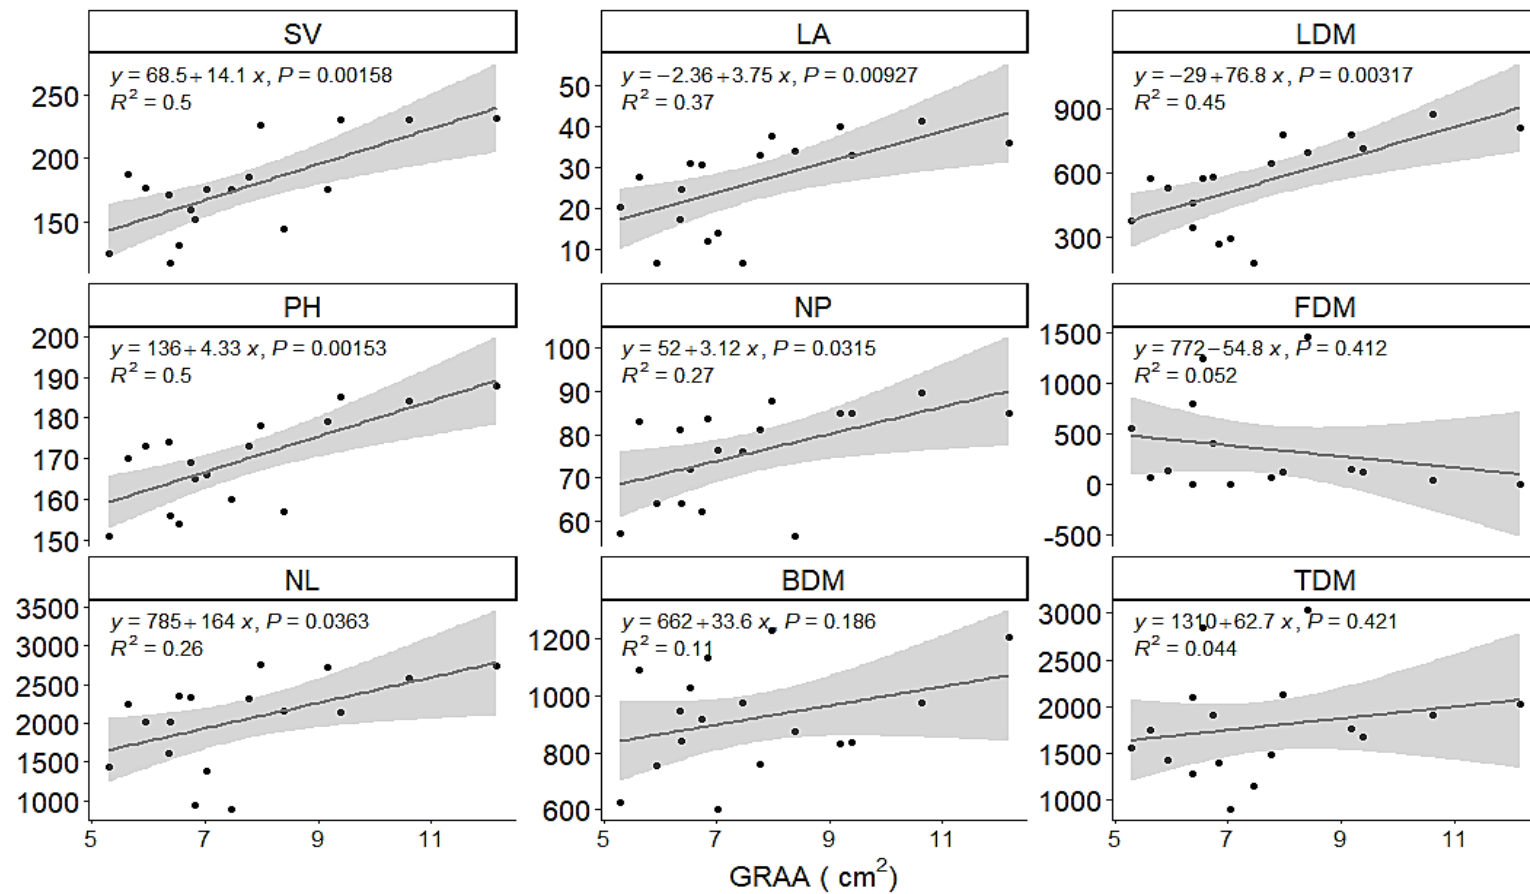 SV
LA
LDM
y = 68.5+14.1 x, P = 0.00158
R² = 0.5
y = −2.36+3.75 x, P = 0.00927
R² = 0.37
y = −29+76.8 x, P = 0.00317
R² = 0.45
250
200
150
50
40
30
20
10
900
600
300
PH
NP
FDM
y = 136+4.33 x, P = 0.00153
R² = 0.5
y = 52+3.12 x, P = 0.0315
R² = 0.27
y = 772−54.8 x, P = 0.412
R² = 0.052
200
190
180
170
160
150
100
90
80
70
60
1500
1000
500
0
-500
NL
BDM
TDM
y = 785+164 x, P = 0.0363
R² = 0.26
y = 662+33.6 x, P = 0.186
R² = 0.11
y = 1310+62.7 x, P = 0.421
R² = 0.044
3500
3000
2500
2000
1500
1000
1200
1000
800
600
3000
2500
2000
1500
1000
5 7 9 11
5 7 9 11
5 7 9 11
GRAA ( cm²)